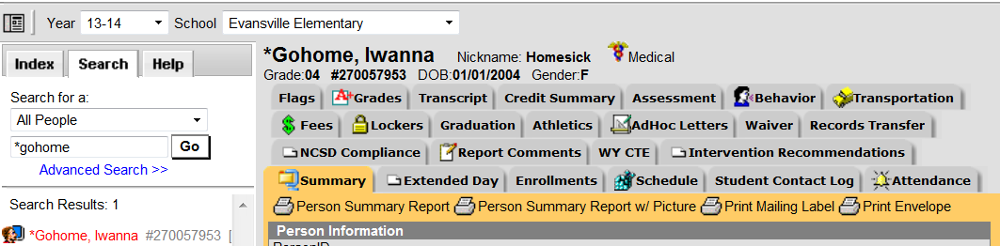 Year 13-14 School Evansville Elementary
Index Search Help
Search for a:
All People
*gohome Go
Advanced Search >>
Search Results: 1
*Gohome, Iwanna #270057953 [
*Gohome, Iwanna Nickname: Homesick Medical
Grade:04 #270057953 DOB:01/01/2004 Gender:F
Flags A+ Grades Transcript Credit Summary Assessment Behavior Transportation
$ Fees Lockers Graduation Athletics AdHoc Letters Waiver Records Transfer
NCSD Compliance Report Comments WY CTE Intervention Recommendations
Summary Extended Day Enrollments Schedule Student Contact Log Attendance
Person Summary Report Person Summary Report w/ Picture Print Mailing Label Print Envelope
Person Information
PersonID